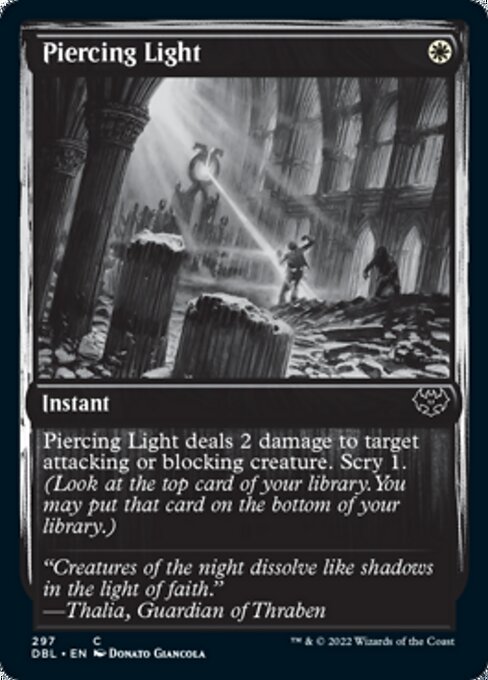 Piercing Light
Instant
Piercing Light deals 2 damage to target
attacking or blocking creature. Scry 1.
(Look at the top card of your library. You
may put that card on the bottom of your
library.)
“Creatures of the night dissolve like shadows
in the light of faith.”
—Thalia, Guardian of Thraben
297 C
DBL • EN Donato Giancola
™ & © 2022 Wizards of the Coast